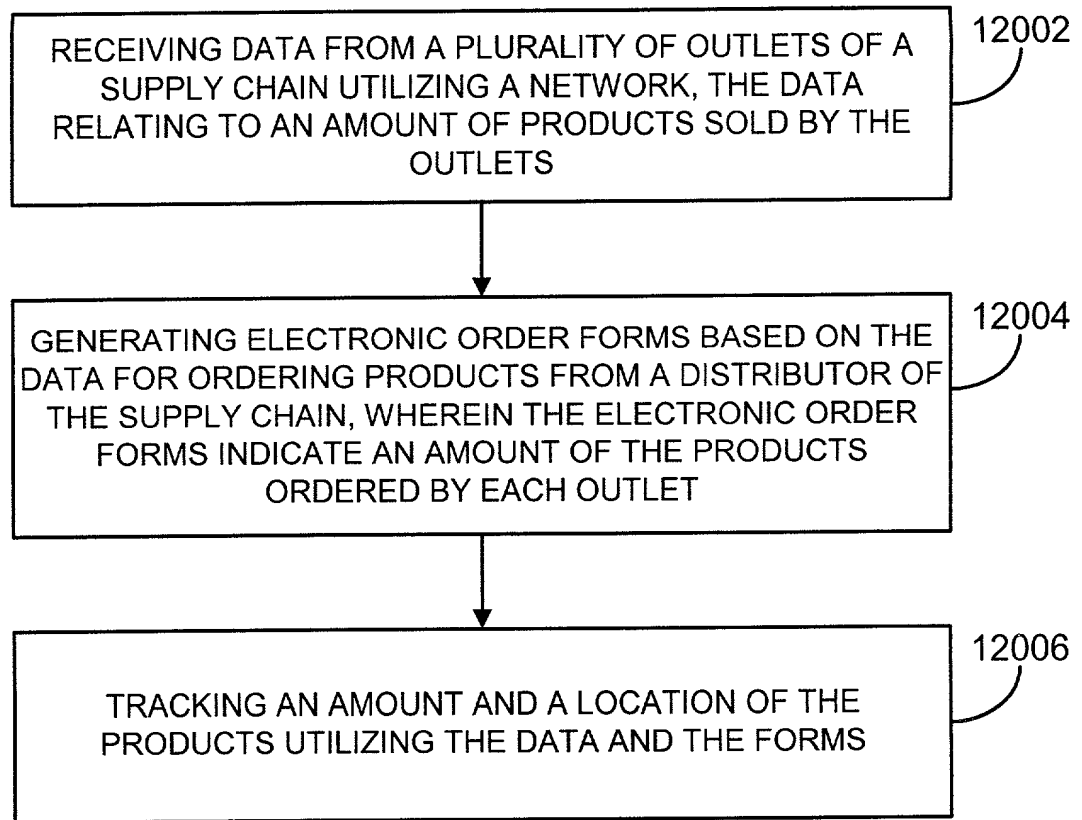 RECEIVING DATA FROM A PLURALITY OF OUTLETS OF A
SUPPLY CHAIN UTILIZING A NETWORK, THE DATA
RELATING TO AN AMOUNT OF PRODUCTS SOLD BY THE
OUTLETS
12002
GENERATING ELECTRONIC ORDER FORMS BASED ON THE
DATA FOR ORDERING PRODUCTS FROM A DISTRIBUTOR OF
THE SUPPLY CHAIN, WHEREIN THE ELECTRONIC ORDER
FORMS INDICATE AN AMOUNT OF THE PRODUCTS
ORDERED BY EACH OUTLET
12004
TRACKING AN AMOUNT AND A LOCATION OF THE
PRODUCTS UTILIZING THE DATA AND THE FORMS
12006